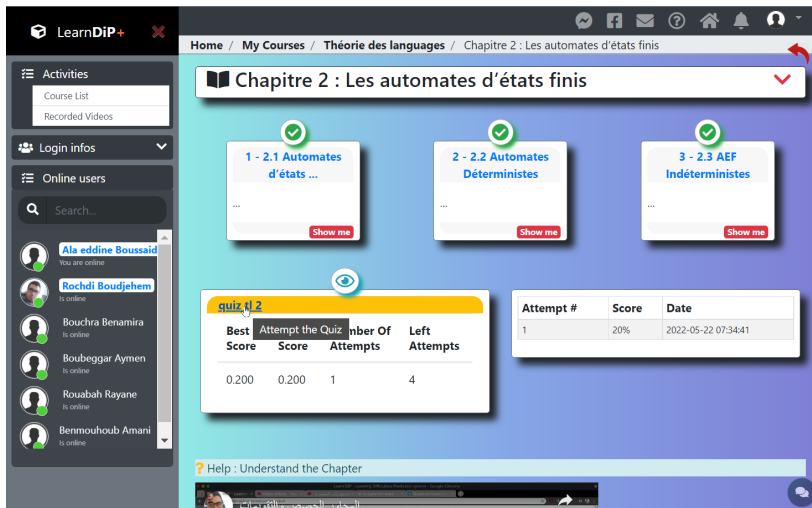 LearnDiP+
Home / My Courses / Théorie des languages / Chapitre 2 : Les automates d'états finis
Activities
Course List
Recorded Videos
Login infos
Online users
Search...
Ala eddine Boussaid
You are online
Rochdi Boudjehem
Is online
Bouchra Benamira
Is online
Boubeggar Aymen
Is online
Rouabah Rayane
Is online
Benmouhoub Amani
Is online
Chapitre 2 : Les automates d'états finis
1 - 2.1 Automates
d'états ...
...
Show me
2 - 2.2 Automates
Déterministes
...
Show me
3 - 2.3 AEF
Indéterministes
...
Show me
quiz tl 2
Attempt the Quiz
Best Score
Score
Number Of Attempts
Left Attempts
0.200 0.200 1 4
Attempt # Score Date
1 20% 2022-05-22 07:34:41
? Help : Understand the Chapter